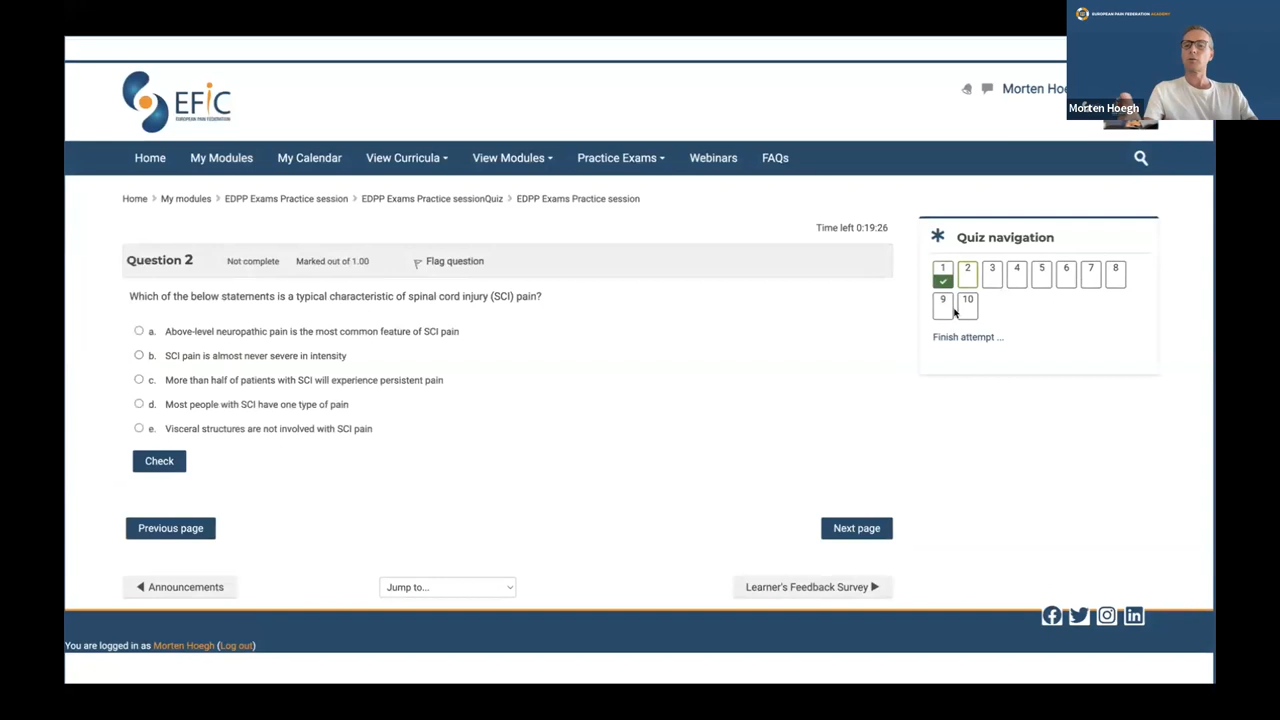 EUROPEAN PAIN FEDERATION ACADEMY
Morten Hoegh
EFIC
EUROPEAN PAIN FEDERATION
Morten Hoe
Home My Modules My Calendar View Curricula View Modules Practice Exams Webinars FAQs
Home My modules EDPP Exams Practice session EDPP Exams Practice sessionQuiz EDPP Exams Practice session
Time left 0:19:26
Question 2 Not complete Marked out of 1.00 Flag question
Which of the below statements is a typical characteristic of spinal cord injury (SCI) pain?
a. Above-level neuropathic pain is the most common feature of SCI pain
b. SCI pain is almost never severe in intensity
c. More than half of patients with SCI will experience persistent pain
d. Most people with SCI have one type of pain
e. Visceral structures are not involved with SCI pain
Check
Previous page Next page
Announcements Jump to... Learner's Feedback Survey
Quiz navigation
1 2 3 4 5 6 7 8
9 10
Finish attempt ...
You are logged in as Morten Hoegh (Log out)